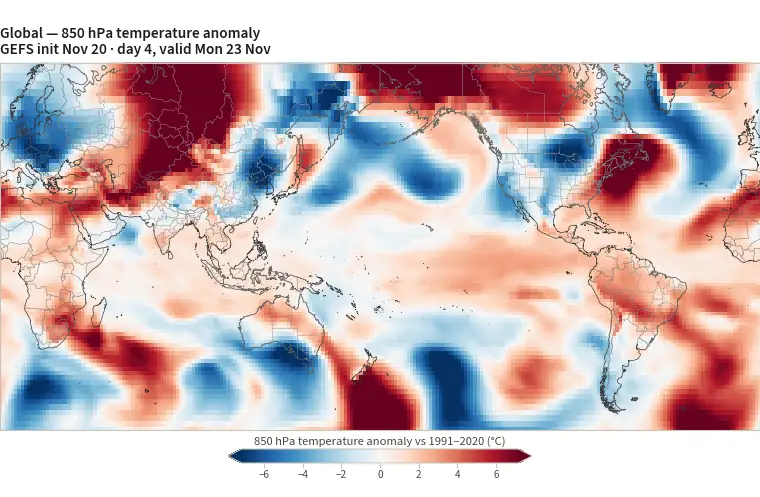 Global — 850 hPa temperature anomaly
GEFS init Nov 20 · day 4, valid Mon 23 Nov
850 hPa temperature anomaly vs 1991–2020 (°C)
−6 −4 −2 0 2 4 6